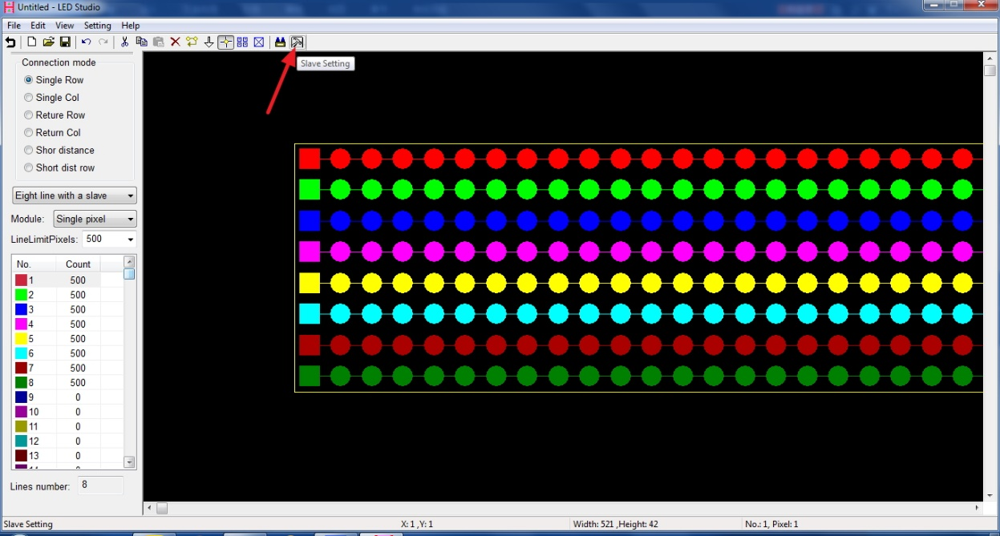 Untitled - LED Studio
File Edit View Setting Help
Slave Setting
Connection mode
Single Row
Single Col
Reture Row
Return Col
Shor distance
Short dist row
Eight line with a slave
Module: Single pixel
LineLimitPixels: 500
No. Count
1 500
2 500
3 500
4 500
5 500
6 500
7 500
8 500
9 0
10 0
11 0
12 0
13 0
Lines number: 8
Slave Setting X: 1 ,Y: 1 Width: 521 ,Height: 42 No.: 1, Pixel: 1